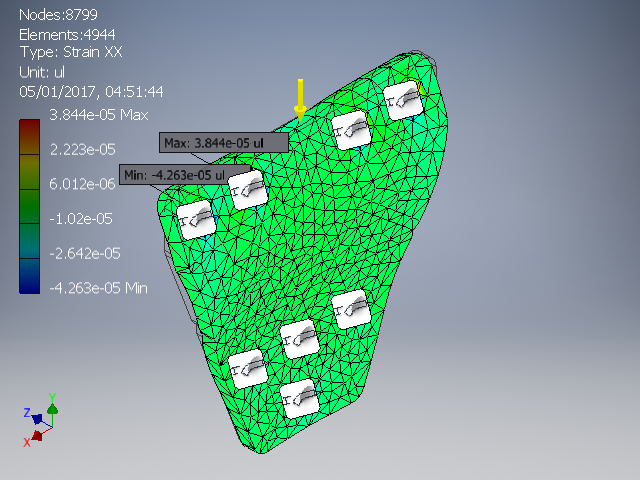 Nodes:8799
Elements:4944
Type: Strain XX
Unit: ul
05/01/2017, 04:51:44
3.844e-05 Max
2.223e-05
6.012e-06
-1.02e-05
-2.642e-05
-4.263e-05 Min
Max: 3.844e-05 ul
Min: -4.263e-05 ul
Y
Z
X